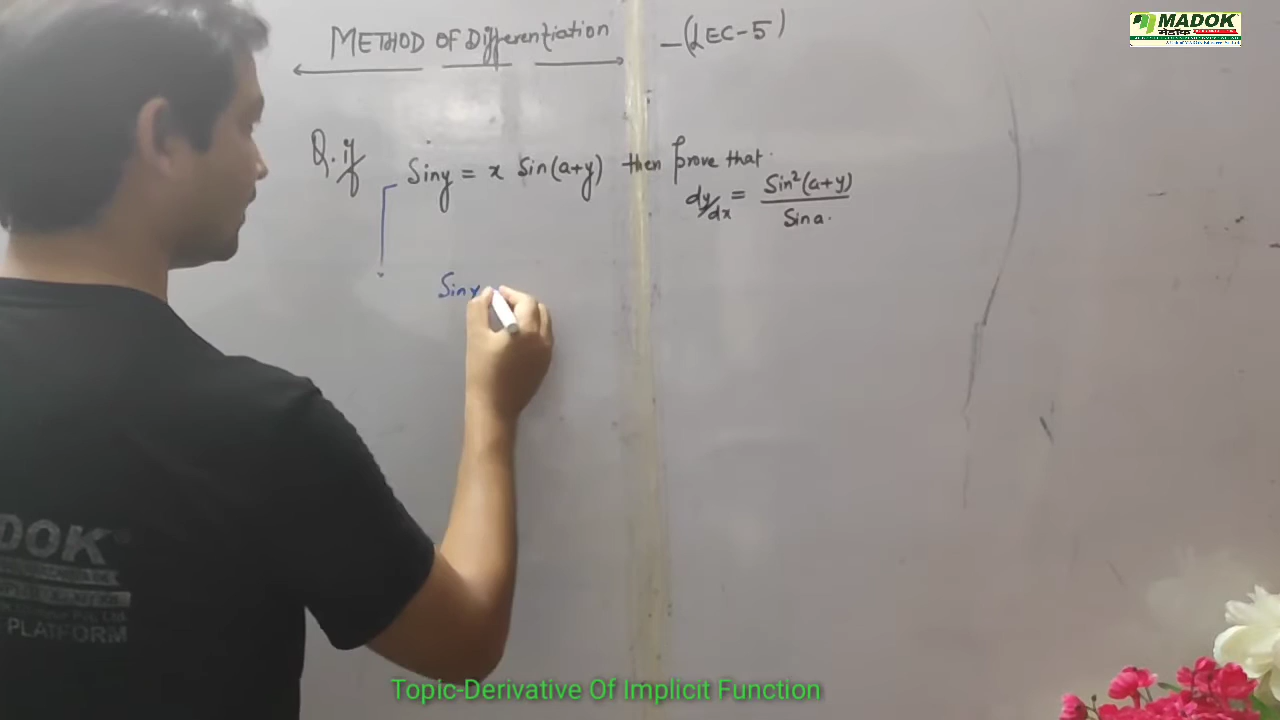 METHOD OF Differentiation - (LEC-5)
Q. if Siny = x Sin(a+y) then prove that
dy/dx = Sin²(a+y)/Sina.
Siny
MADOK
DOK
PLATFORM
Topic-Derivative Of Implicit Function